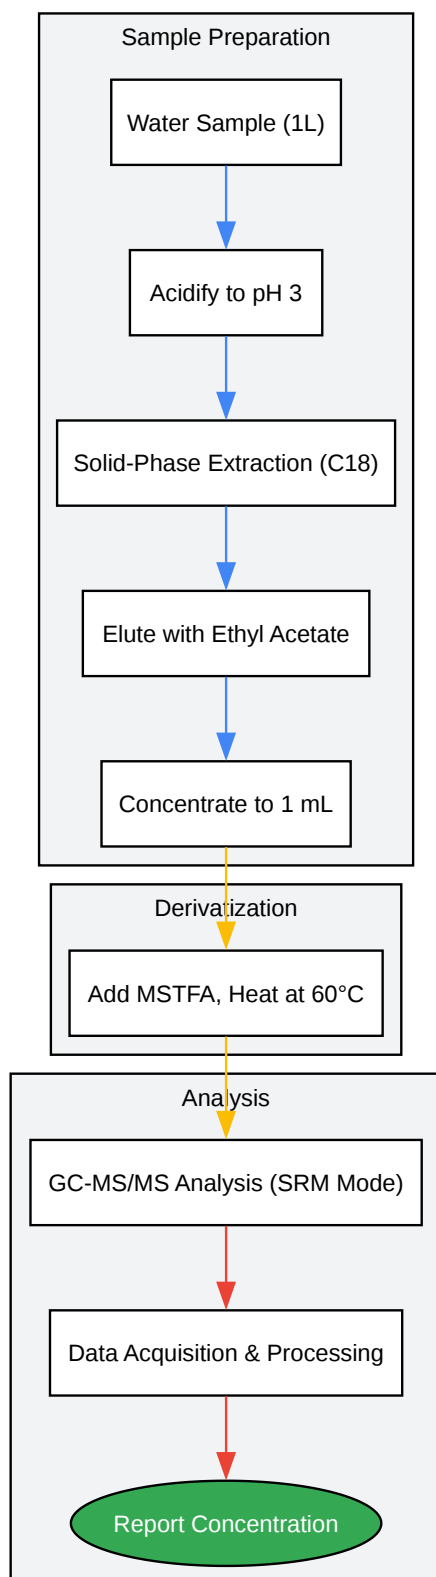 Sample Preparation
Water Sample (1L)
Acidify to pH 3
Solid-Phase Extraction (C18)
Elute with Ethyl Acetate
Concentrate to 1 mL
Derivatization
Add MSTFA, Heat at 60°C
Analysis
GC-MS/MS Analysis (SRM Mode)
Data Acquisition & Processing
Report Concentration